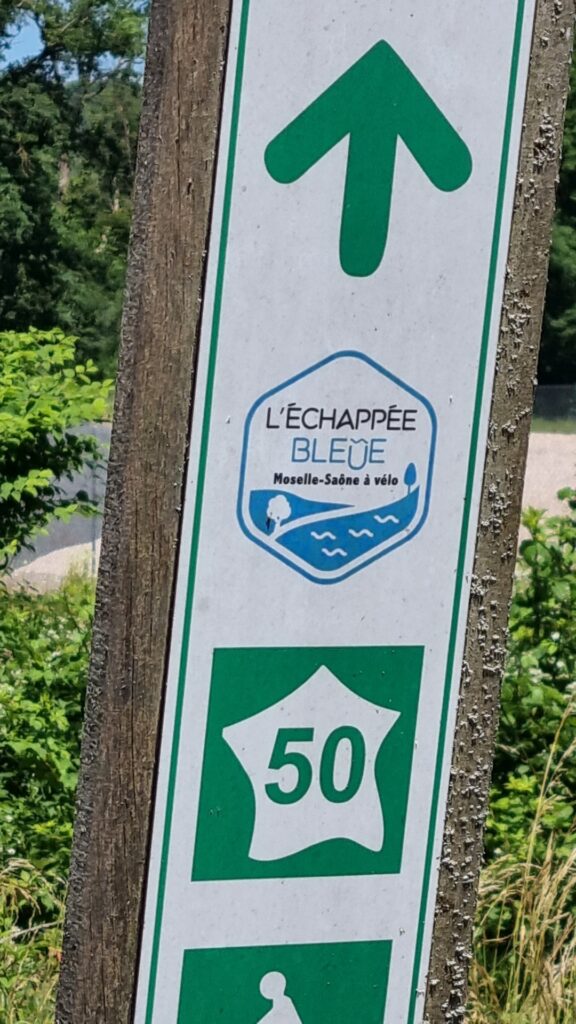 L'ÉCHAPPÉE
BLEUE
Moselle-Saône à vélo
50